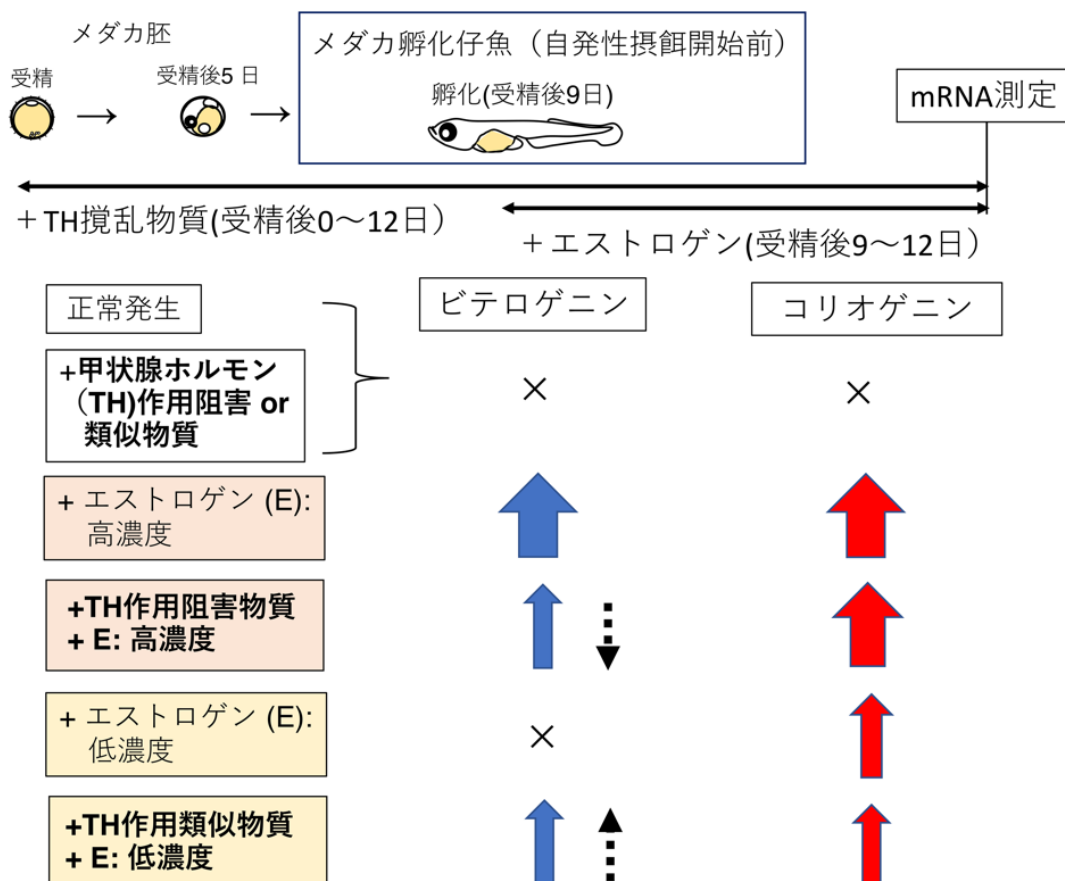 メダカ胚
受精
受精後5 日
→
→
メダカ孵化仔魚（自発性摂餌開始前）
孵化(受精後9日)
mRNA測定
＋TH撹乱物質(受精後0～12日）
＋エストロゲン(受精後9～12日）
正常発生
ビテロゲニン
コリオゲニン
+甲状腺ホルモン
（TH)作用阻害 or
類似物質
×
×
+ エストロゲン (E):
高濃度
+TH作用阻害物質
+ E: 高濃度
+ エストロゲン (E):
低濃度
×
+TH作用類似物質
+ E: 低濃度